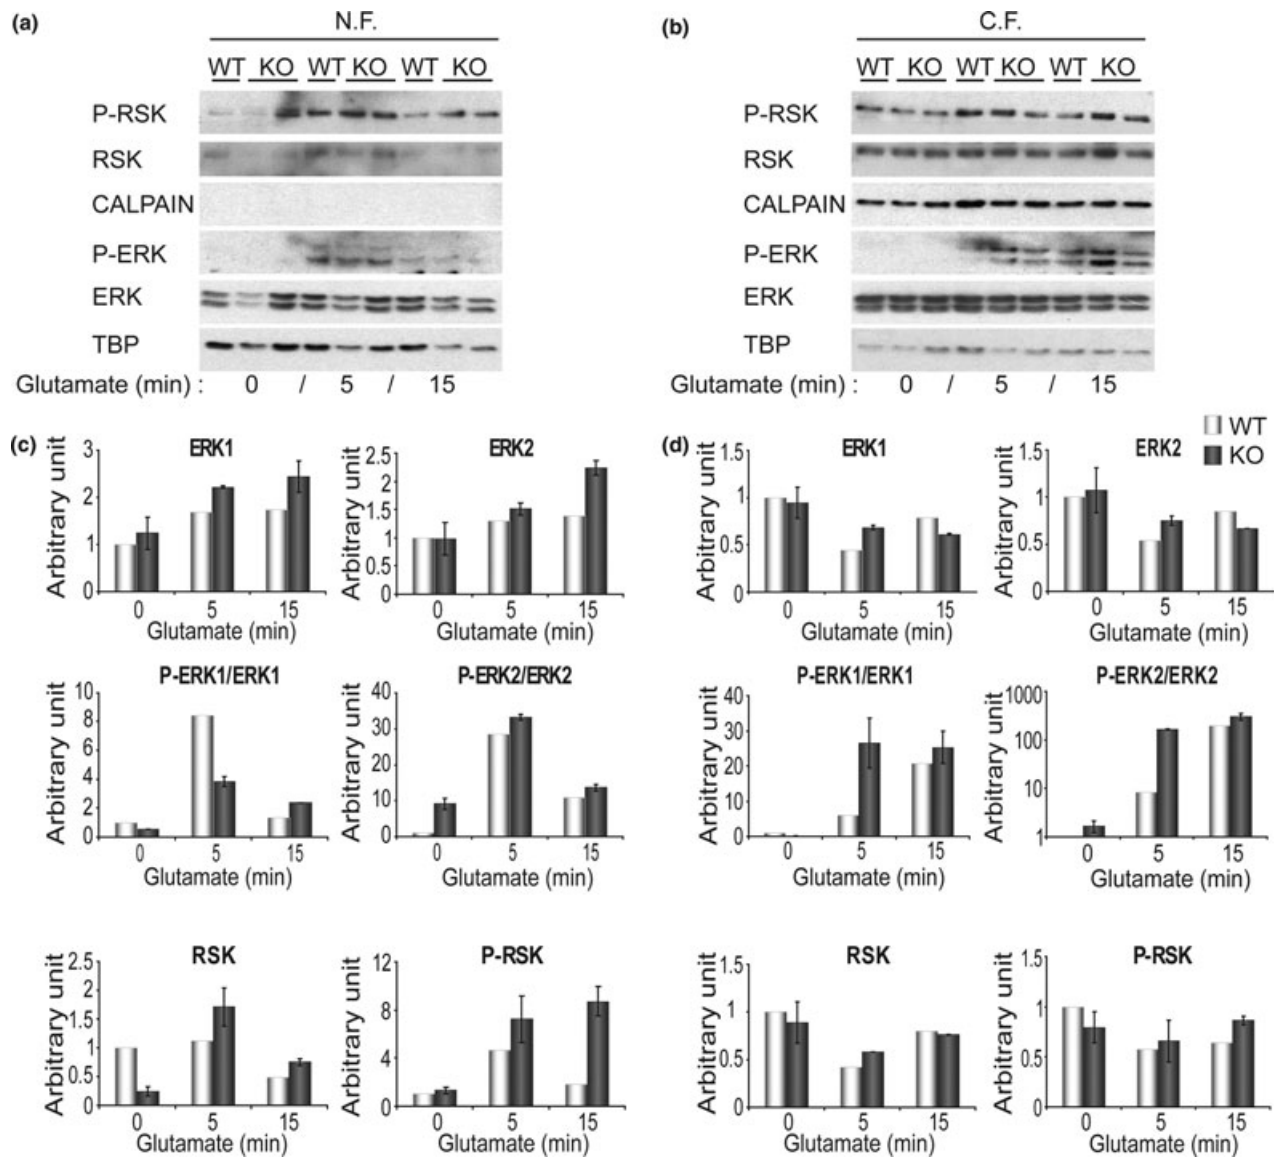 (a)
N.F.
WT KO WT KO WT KO
P-RSK
RSK
CALPAIN
P-ERK
ERK
TBP
Glutamate (min) : 0 / 5 / 15
(b)
C.F.
WT KO WT KO WT KO
P-RSK
RSK
CALPAIN
P-ERK
ERK
TBP
Glutamate (min) : 0 / 5 / 15
(c)
ERK1
Arbitrary unit
3
2
1
0
0 5 15
Glutamate (min)
ERK2
Arbitrary unit
2.5
2
1.5
1
0.5
0
0 5 15
Glutamate (min)
P-ERK1/ERK1
Arbitrary unit
10
8
6
4
2
0
0 5 15
Glutamate (min)
P-ERK2/ERK2
Arbitrary unit
40
30
20
10
0
0 5 15
Glutamate (min)
RSK
Arbitrary unit
2.5
2
1.5
1
0.5
0
0 5 15
Glutamate (min)
P-RSK
Arbitrary unit
12
8
4
0
0 5 15
Glutamate (min)
(d)
ERK1
Arbitrary unit
1.5
1
0.5
0
0 5 15
Glutamate (min)
ERK2
Arbitrary unit
1.5
1
0.5
0
0 5 15
Glutamate (min)
WT
KO
P-ERK1/ERK1
Arbitrary unit
40
30
20
10
0
0 5 15
Glutamate (min)
P-ERK2/ERK2
Arbitrary unit
1000
100
10
1
0 5 15
Glutamate (min)
RSK
Arbitrary unit
1.5
1
0.5
0
0 5 15
Glutamate (min)
P-RSK
Arbitrary unit
1.5
1
0.5
0
0 5 15
Glutamate (min)